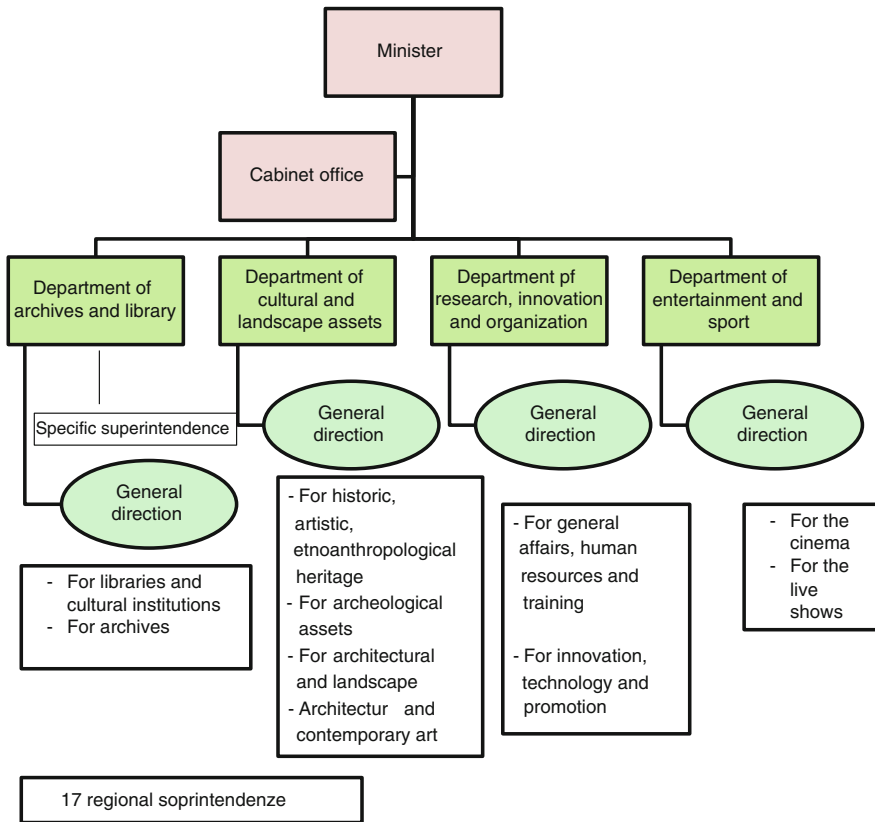 Minister
Cabinet office
Department of
archives and library
Department of
cultural and
landscape assets
Department pf
research, innovation
and organization
Department of
entertainment and
sport
Specific superintendence
General
direction
General
direction
General
direction
General
direction
- For libraries and
cultural institutions
- For archives
- For historic,
artistic,
etnoanthropological
heritage
- For archeological
assets
- For architectural
and landscape
- Architectur and
contemporary art
- For general
affairs, human
resources and
training
- For innovation,
technology and
promotion
- For the
cinema
- For the
live
shows
17 regional soprintendenze